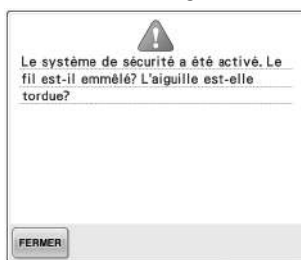 Le système de sécurité a été activé. Le
fil est-il emmêlé? L'aiguille est-elle
tordue?
FERMER